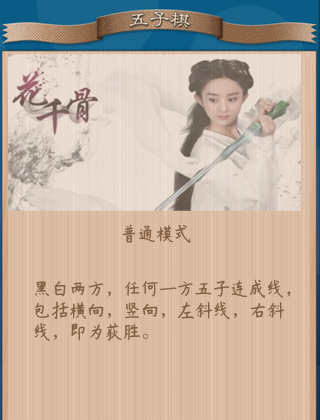 五子棋
花千骨
普通模式
黑白两方，任何一方五子连成线，
包括横向，竖向，左斜线，右斜
线，即为荻胜。